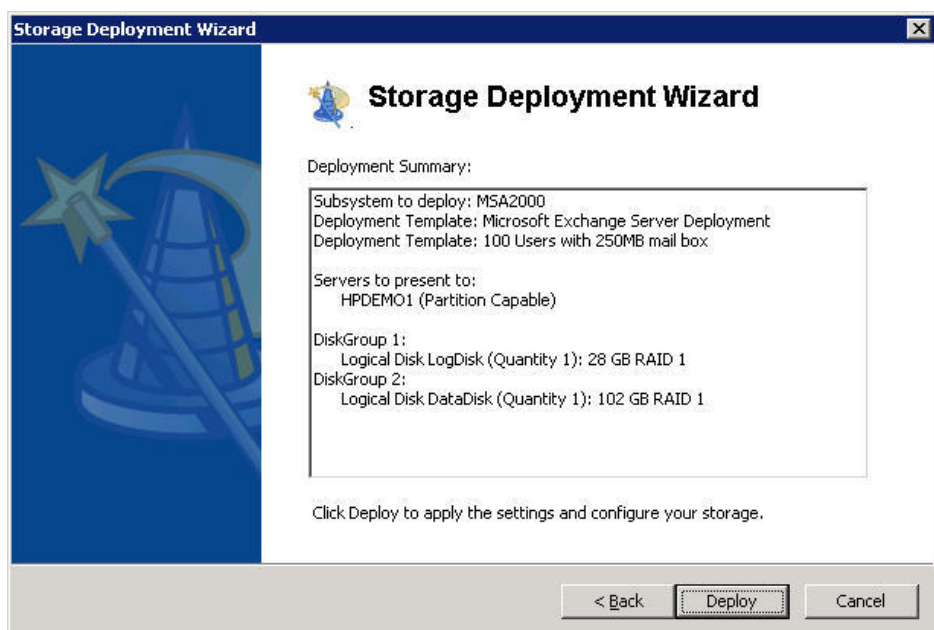 Storage Deployment Wizard
Storage Deployment Wizard
Deployment Summary:
Subsystem to deploy: MSA2000
Deployment Template: Microsoft Exchange Server Deployment
Deployment Template: 100 Users with 250MB mail box
Servers to present to:
HPDEMO1 (Partition Capable)
DiskGroup 1:
Logical Disk LogDisk (Quantity 1): 28 GB RAID 1
DiskGroup 2:
Logical Disk DataDisk (Quantity 1): 102 GB RAID 1
Click Deploy to apply the settings and configure your storage.
< Back Deploy Cancel